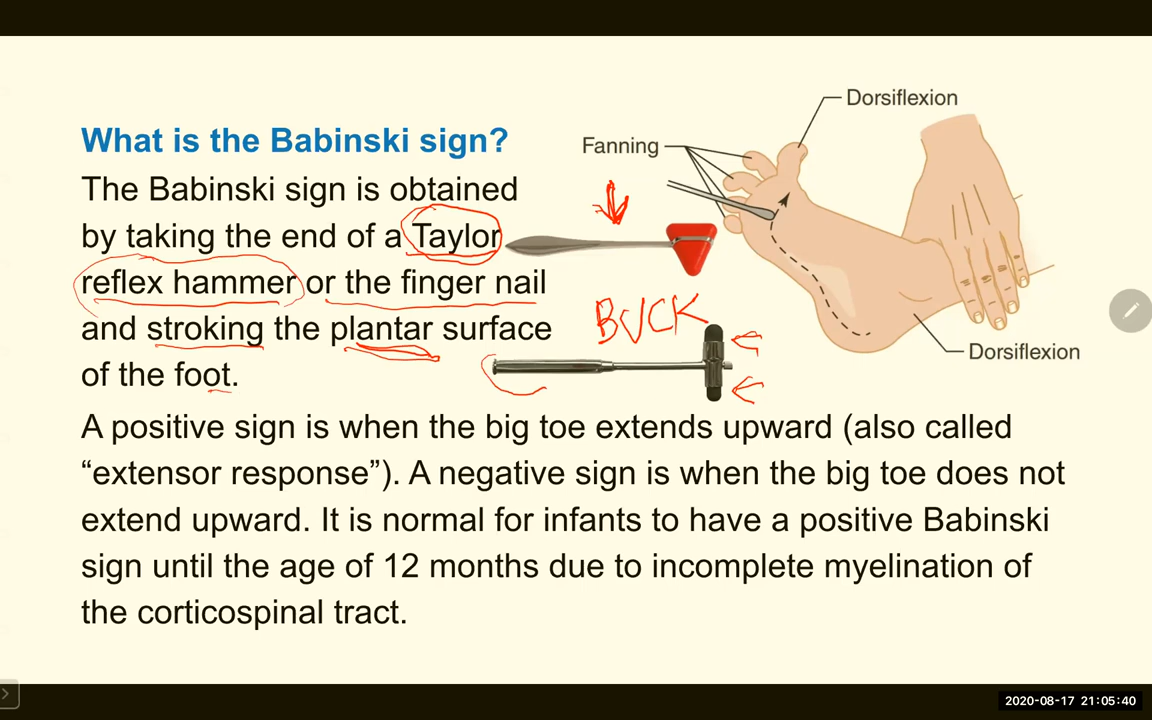 What is the Babinski sign?
The Babinski sign is obtained
by taking the end of a Taylor
reflex hammer or the finger nail
and stroking the plantar surface
of the foot.
Dorsiflexion
Fanning
BUCK
Dorsiflexion
A positive sign is when the big toe extends upward (also called
“extensor response”). A negative sign is when the big toe does not
extend upward. It is normal for infants to have a positive Babinski
sign until the age of 12 months due to incomplete myelination of
the corticospinal tract.
2020-08-17 21:05:40